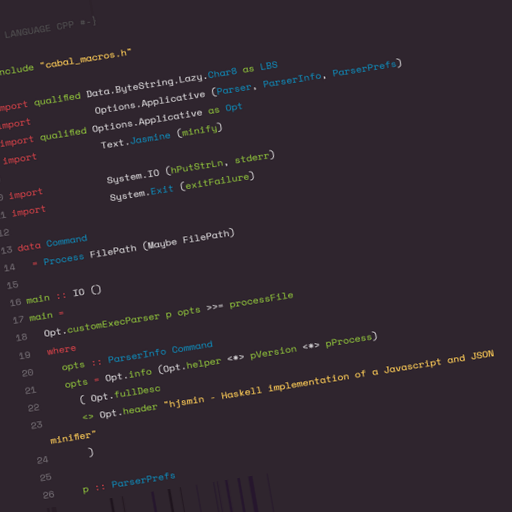 LANGUAGE CPP #-}
nclude "cabal_macros.h"
mport qualified Data.ByteString.Lazy.Char8 as LBS
mport Options.Applicative (Parser, ParserInfo, ParserPrefs)
import qualified Options.Applicative as Opt
import Text.Jasmine (minify)
import System.IO (hPutStrLn, stderr)
1 import System.Exit (exitFailure)
12
13 data Command
14 = Process FilePath (Maybe FilePath)
15
16 main :: IO ()
17 main =
18 Opt.customExecParser p opts >>= processFile
19 where
20 opts :: ParserInfo Command
21 opts = Opt.info (Opt.helper <*> pVersion <*> pProcess)
22 ( Opt.fullDesc
23 <> Opt.header "hjsmin - Haskell implementation of a Javascript and JSON
minifier"
24 )
25
26 p :: ParserPrefs